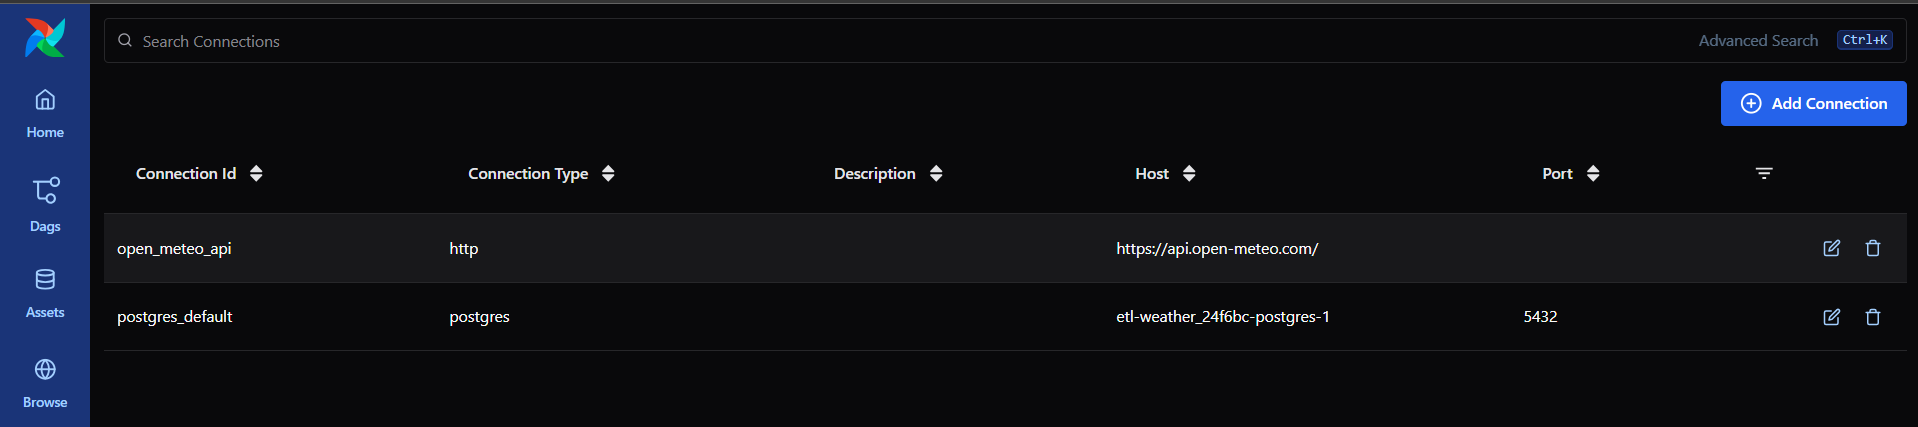 Search Connections Advanced Search Ctrl+K
Add Connection
Home
Dags
Assets
Browse
Connection Id Connection Type Description Host Port
open_meteo_api http https://api.open-meteo.com/
postgres_default postgres etl-weather_24f6bc-postgres-1 5432